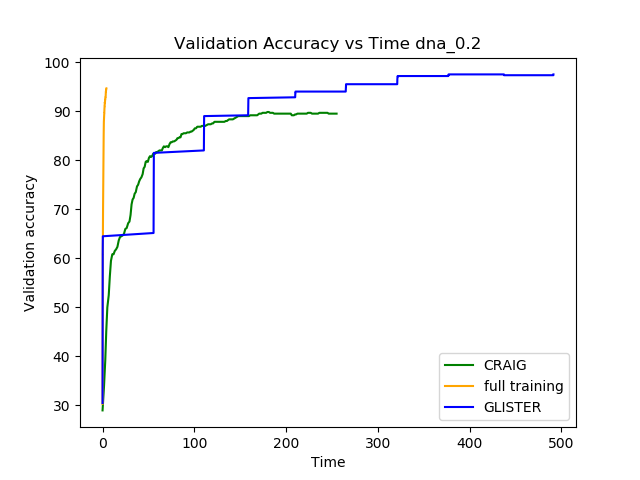 Validation Accuracy vs Time dna_0.2
Validation accuracy
100
90
80
70
60
50
40
30
0
100
200
300
400
500
Time
CRAIG
full training
GLISTER